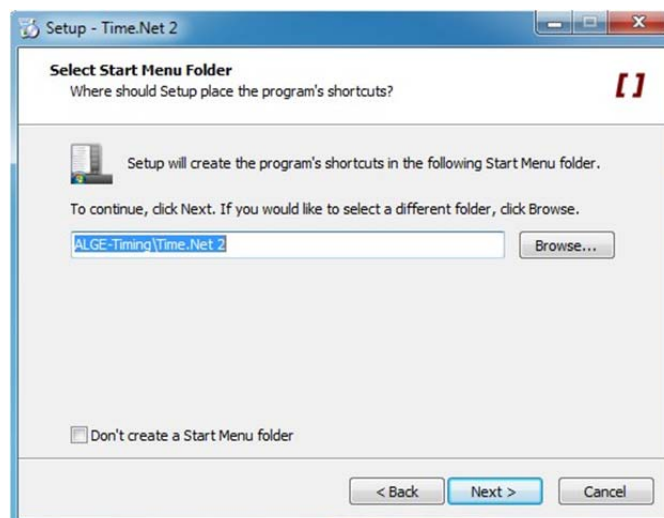 Setup - Time.Net 2
Select Start Menu Folder
Where should Setup place the program's shortcuts?
[ ]
Setup will create the program's shortcuts in the following Start Menu folder.
To continue, click Next. If you would like to select a different folder, click Browse.
ALGE-Timing\Time.Net 2
Browse...
Don't create a Start Menu folder
< Back
Next >
Cancel